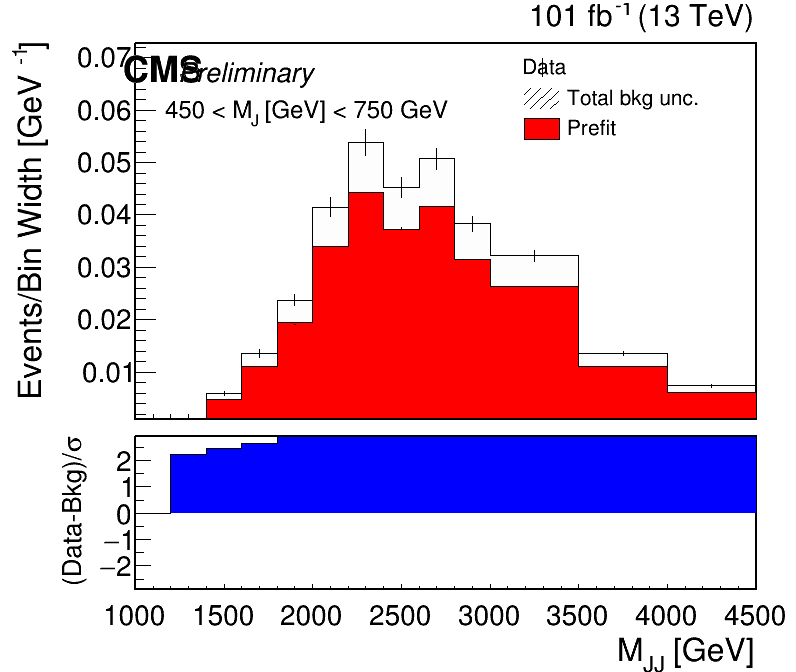 101 fb⁻¹ (13 TeV)
CMS Preliminary
450 < M_J [GeV] < 750 GeV
Data
Total bkg unc.
Prefit
Events/Bin Width [GeV⁻¹]
0.07
0.06
0.05
0.04
0.03
0.02
0.01
(Data-Bkg)/σ
2
1
0
−1
−2
1000 1500 2000 2500 3000 3500 4000 4500
M_JJ [GeV]